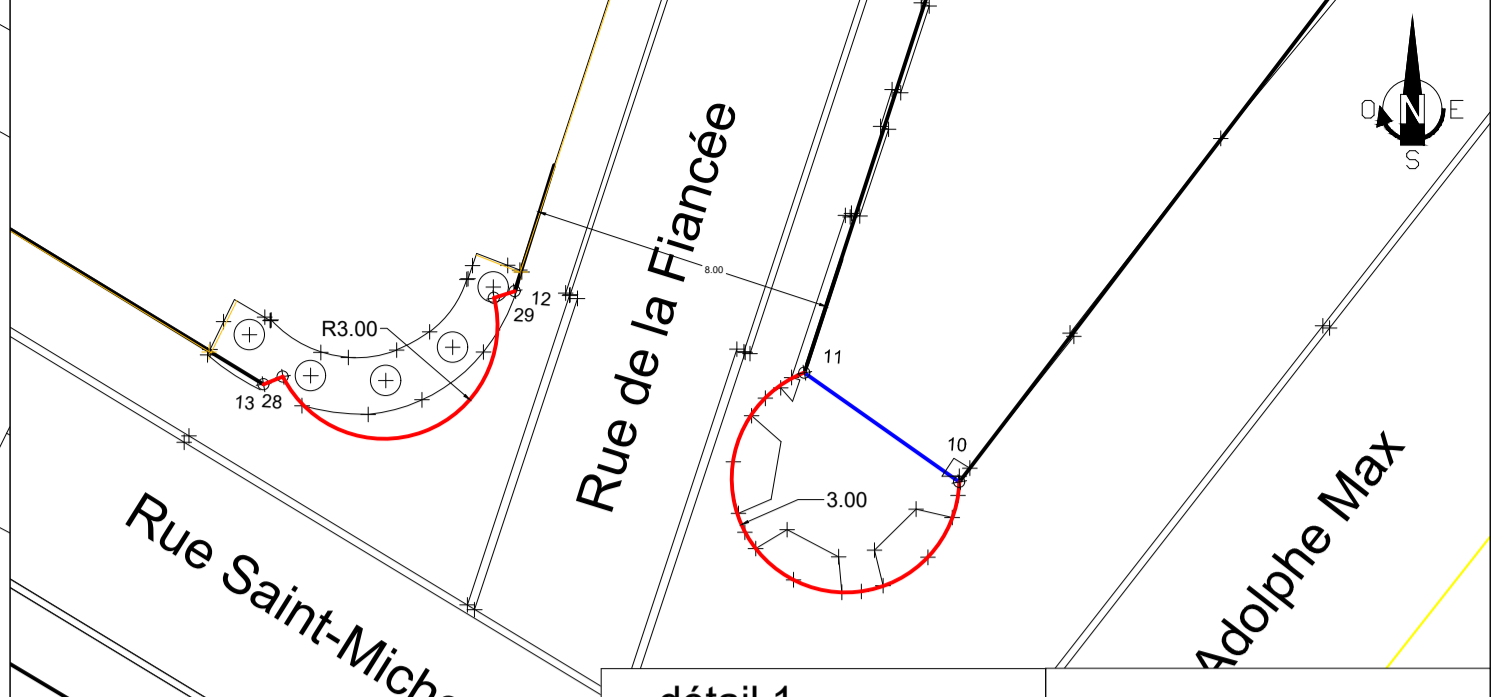 O
N
E
S
Rue de la Fiancée
8.00
R3.00
12
29
13 28
11
10
3.00
Rue Saint-Miche
Adolphe Max
détail 1